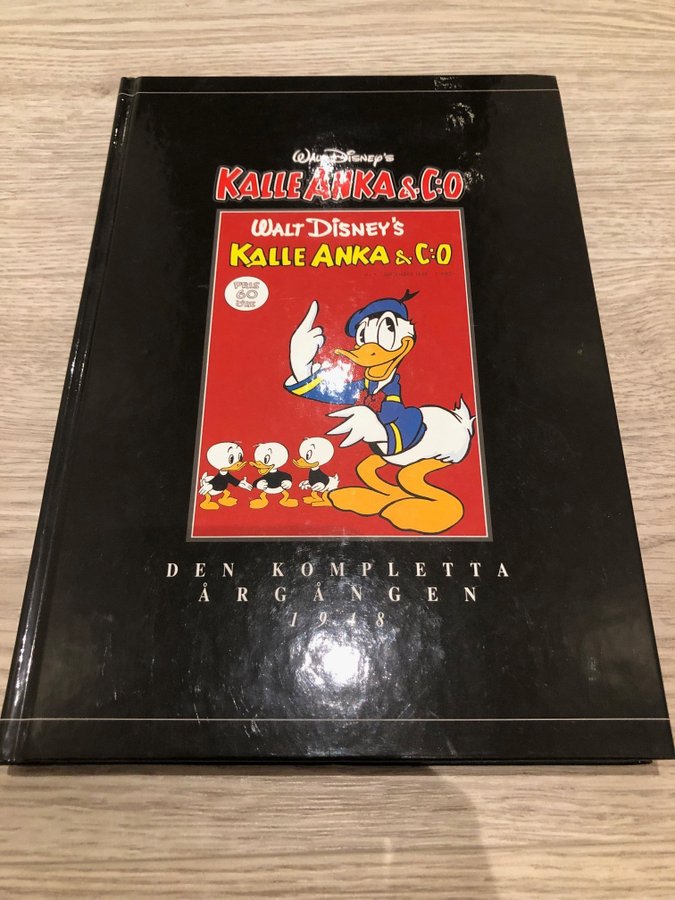 WALT DISNEY'S
KALLE ANKA & C:O
WALT DISNEY'S
KALLE ANKA & C:O
PRIS
60
ÖRE
DEN KOMPLETTA
ÅRGÅNGEN
1948